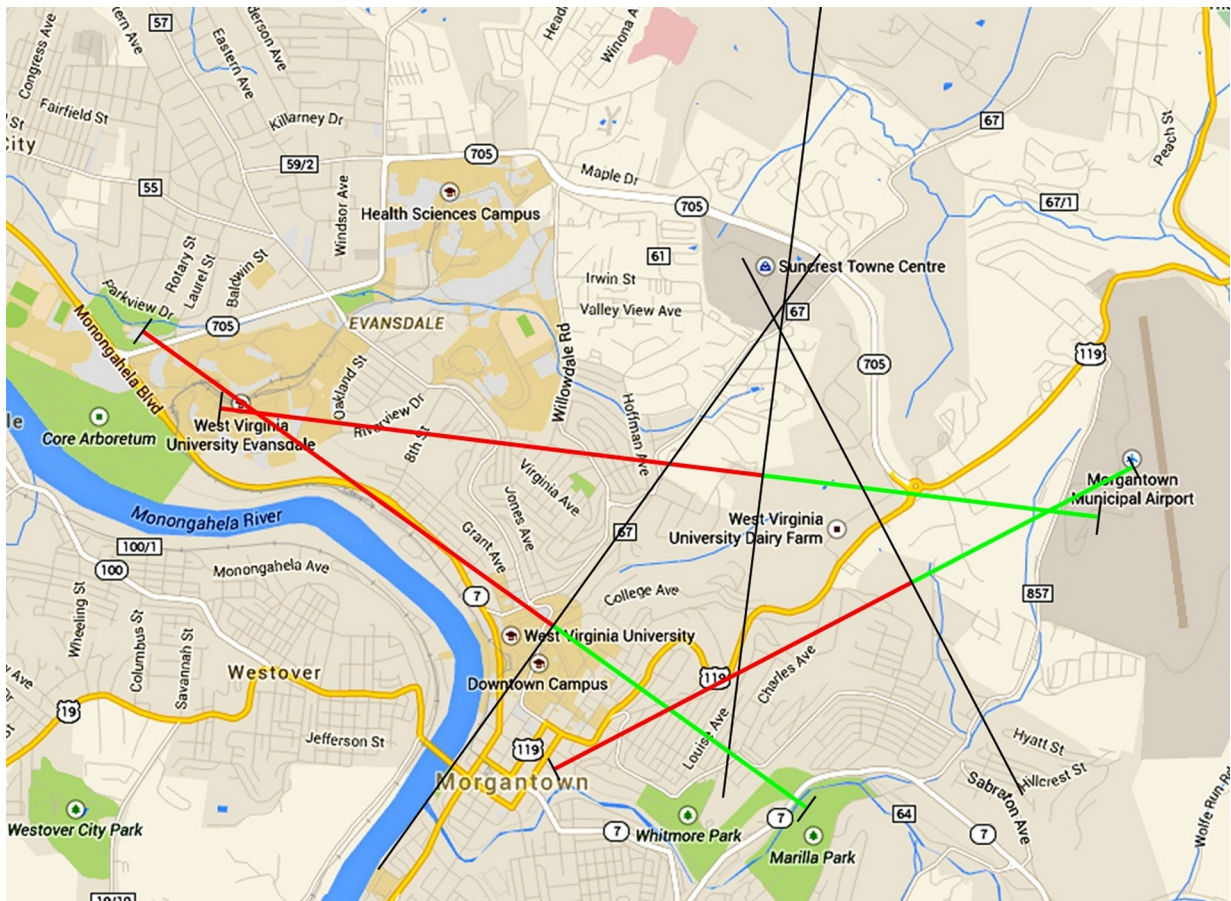 57
Congress Ave
Eastern Ave
Winona A
67
Fairfield St
Killarney Dr
Peach St
City
59/2
705
Maple Dr
55
Health Sciences Campus
705
67/1
Windsor Ave
Rotary St
Laurel St
Baldwin St
61
Suncrest Towne Centre
Irwin St
Parkview Dr
Valley View Ave
67
705
EVANSDALE
Monongahela Blvd
Willowdale Rd
119
705
Oakland St
Hoffman Ave
le
Core Arboretum
West Virginia
University Evansdale
Riverview Dr
8th St
Virginia Ave
Jones Ave
Morgantown
Municipal Airport
Monongahela River
Grant Ave
67
West Virginia
University Dairy Farm
100/1
100
Monongahela Ave
7
College Ave
857
Wheeling St
Columbus St
Savannah St
West Virginia University
Westover
Downtown Campus
119
Charles Ave
19
Louise Ave
Jefferson St
119
Hyatt St
Morgantown
Hillcrest St
Sabraton Ave
Wolfe Run Rd
Westover City Park
7
Whitmore Park
7
64
7
Marilla Park